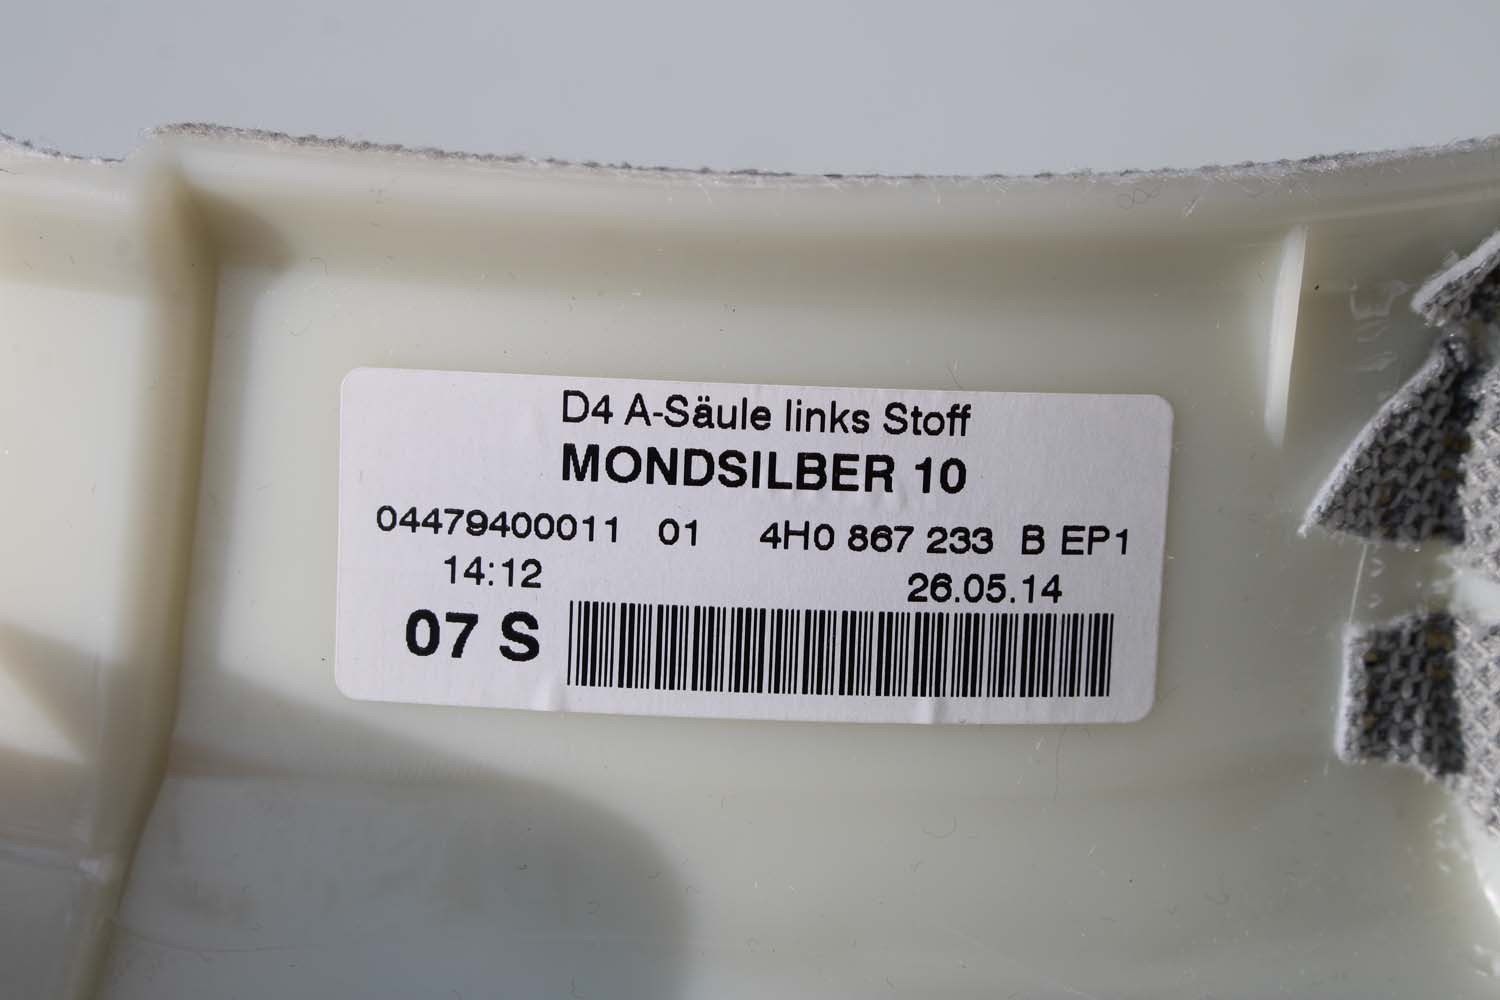 D4 A-Säule links Stoff
MONDSILBER 10
04479400011 01 4H0 867 233 B EP1
14:12 26.05.14
07 S